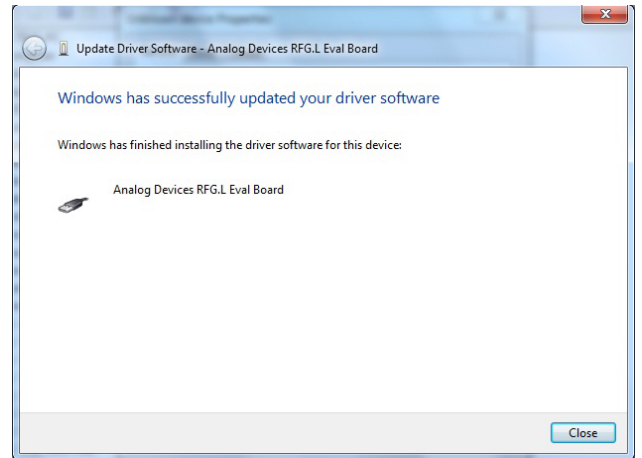 Update Driver Software - Analog Devices RFG.L Eval Board
Windows has successfully updated your driver software
Windows has finished installing the driver software for this device:
Analog Devices RFG.L Eval Board
Close